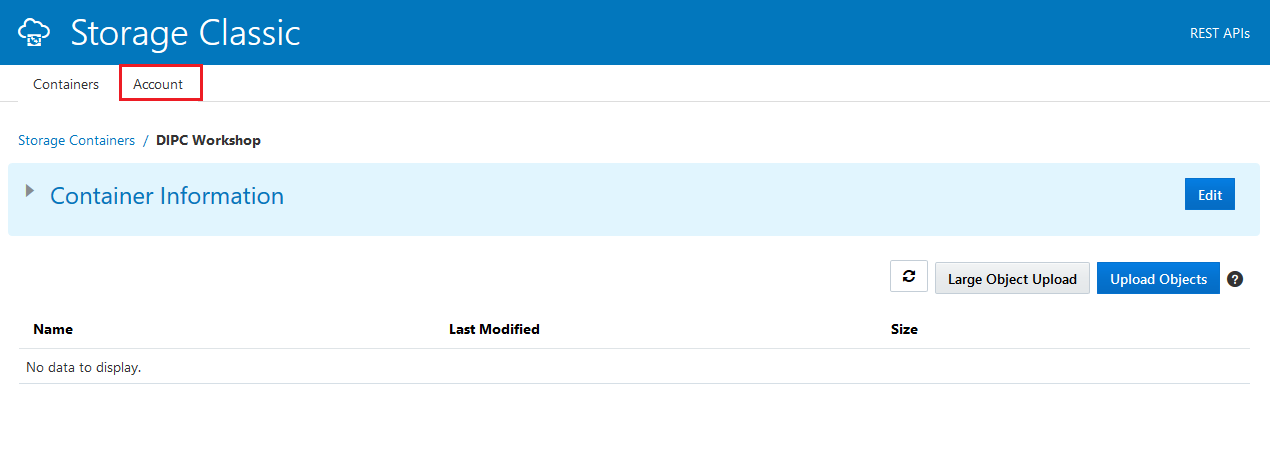 Storage Classic
REST APIs
Containers Account
Storage Containers / DIPC Workshop
Container Information
Edit
Large Object Upload Upload Objects ?
Name Last Modified Size
No data to display.